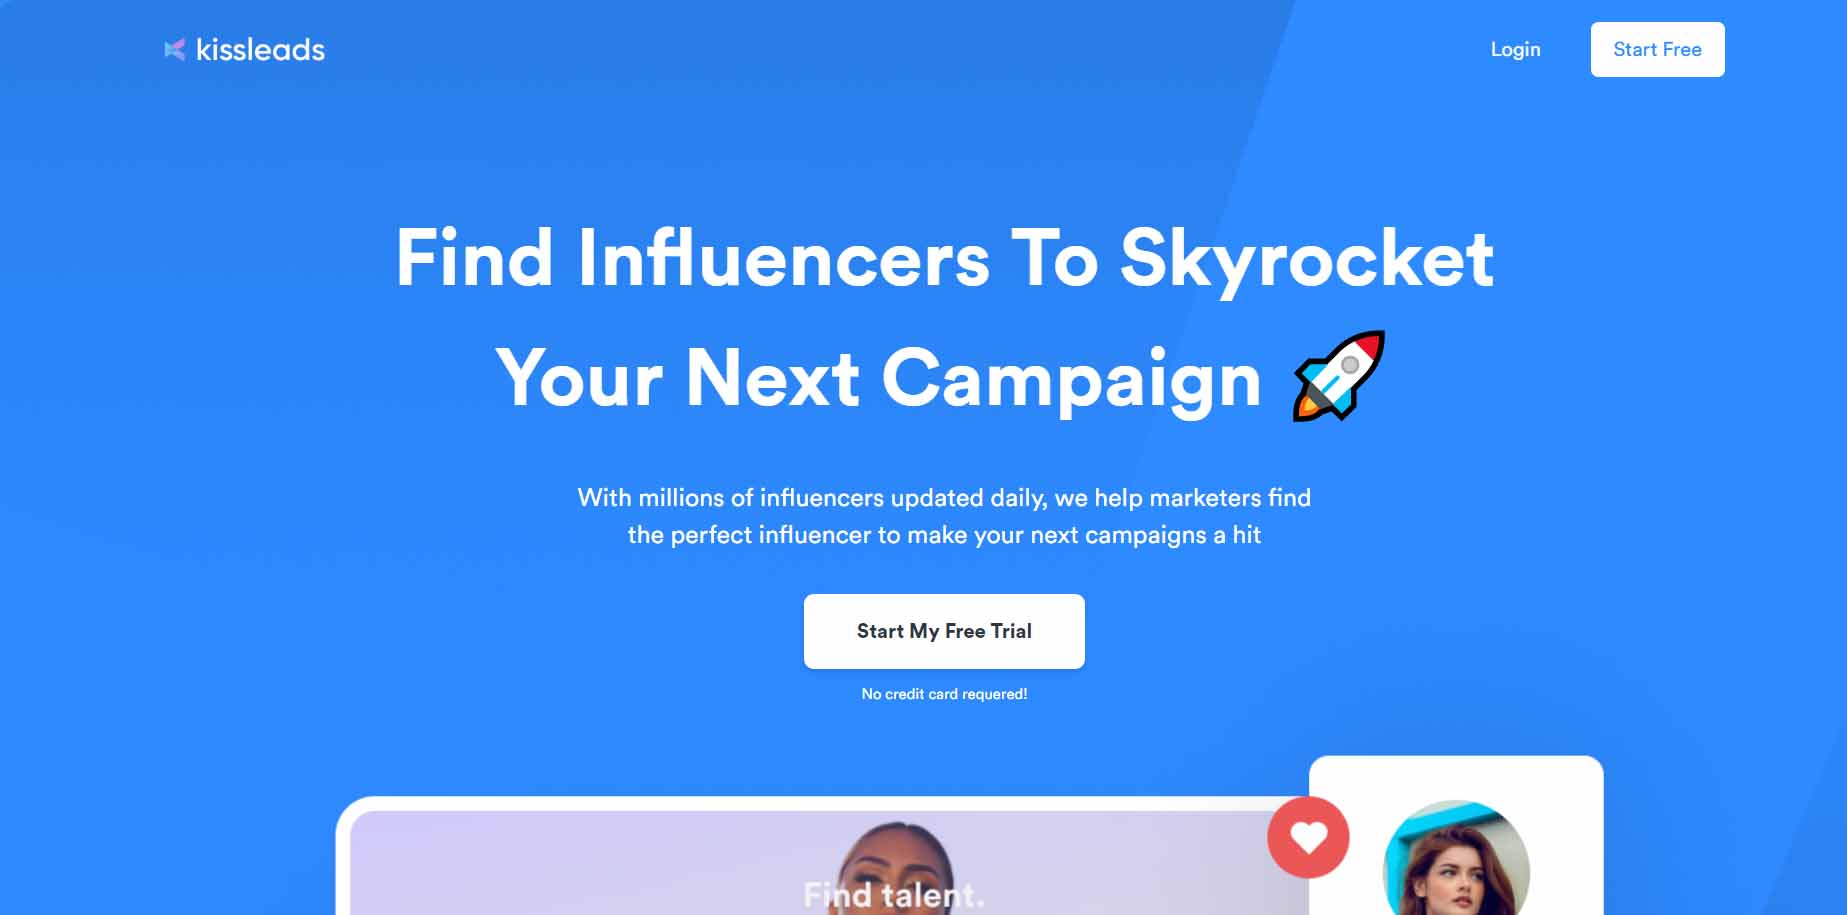 kissleads
Login
Start Free
Find Influencers To Skyrocket
Your Next Campaign
With millions of influencers updated daily, we help marketers find
the perfect influencer to make your next campaigns a hit
Start My Free Trial
No credit card requered!
Find talent.